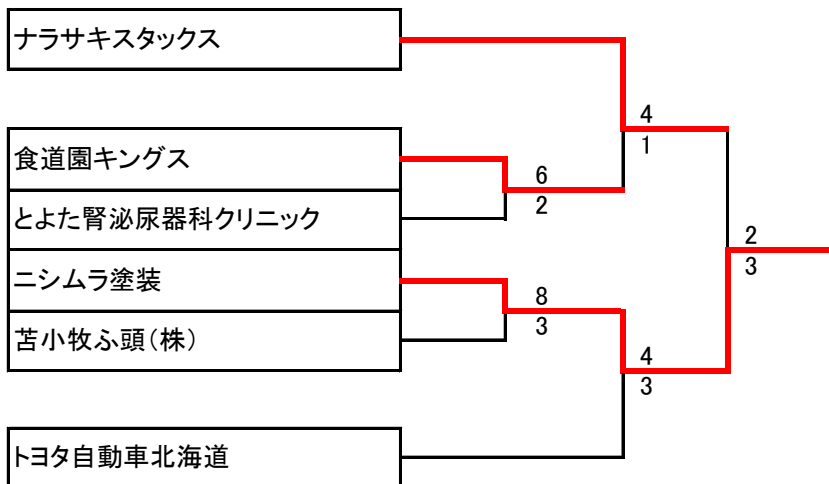 ナラサキスタックス
4
1
食道園キングス
6
2
とよた腎泌尿器科クリニック
2
3
ニシムラ塗装
8
3
苫小牧ふ頭(株)
4
3
トヨタ自動車北海道